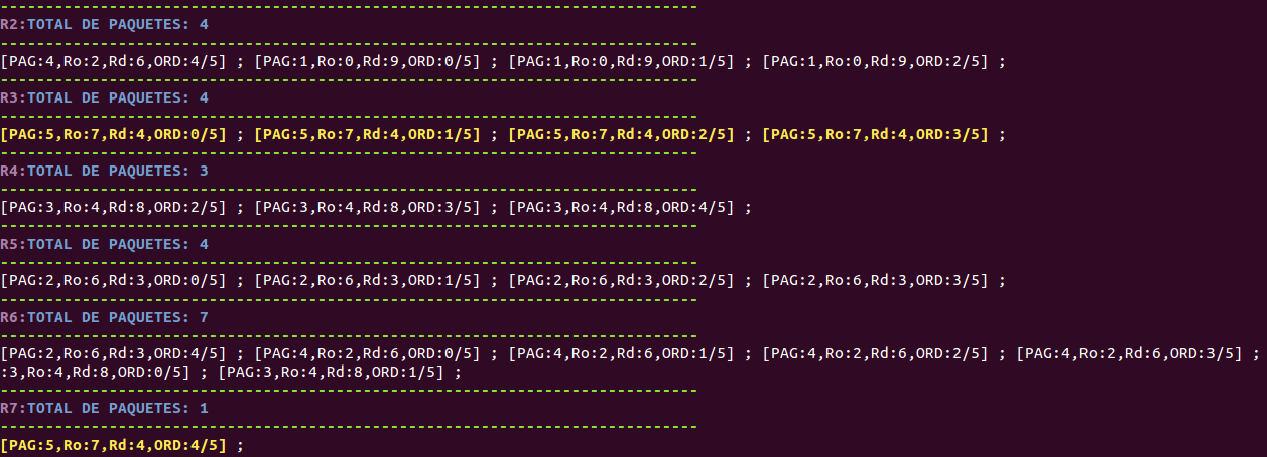 -----------------------------------------------------------------------------
R2:TOTAL DE PAQUETES: 4
-----------------------------------------------------------------------------
[PAG:4,Ro:2,Rd:6,ORD:4/5] ; [PAG:1,Ro:0,Rd:9,ORD:0/5] ; [PAG:1,Ro:0,Rd:9,ORD:1/5] ; [PAG:1,Ro:0,Rd:9,ORD:2/5] ;
-----------------------------------------------------------------------------
R3:TOTAL DE PAQUETES: 4
-----------------------------------------------------------------------------
[PAG:5,Ro:7,Rd:4,ORD:0/5] ; [PAG:5,Ro:7,Rd:4,ORD:1/5] ; [PAG:5,Ro:7,Rd:4,ORD:2/5] ; [PAG:5,Ro:7,Rd:4,ORD:3/5] ;
-----------------------------------------------------------------------------
R4:TOTAL DE PAQUETES: 3
-----------------------------------------------------------------------------
[PAG:3,Ro:4,Rd:8,ORD:2/5] ; [PAG:3,Ro:4,Rd:8,ORD:3/5] ; [PAG:3,Ro:4,Rd:8,ORD:4/5] ;
-----------------------------------------------------------------------------
R5:TOTAL DE PAQUETES: 4
-----------------------------------------------------------------------------
[PAG:2,Ro:6,Rd:3,ORD:0/5] ; [PAG:2,Ro:6,Rd:3,ORD:1/5] ; [PAG:2,Ro:6,Rd:3,ORD:2/5] ; [PAG:2,Ro:6,Rd:3,ORD:3/5] ;
-----------------------------------------------------------------------------
R6:TOTAL DE PAQUETES: 7
-----------------------------------------------------------------------------
[PAG:2,Ro:6,Rd:3,ORD:4/5] ; [PAG:4,Ro:2,Rd:6,ORD:0/5] ; [PAG:4,Ro:2,Rd:6,ORD:1/5] ; [PAG:4,Ro:2,Rd:6,ORD:2/5] ; [PAG:4,Ro:2,Rd:6,ORD:3/5] ;
:3,Ro:4,Rd:8,ORD:0/5] ; [PAG:3,Ro:4,Rd:8,ORD:1/5] ;
-----------------------------------------------------------------------------
R7:TOTAL DE PAQUETES: 1
-----------------------------------------------------------------------------
[PAG:5,Ro:7,Rd:4,ORD:4/5] ;